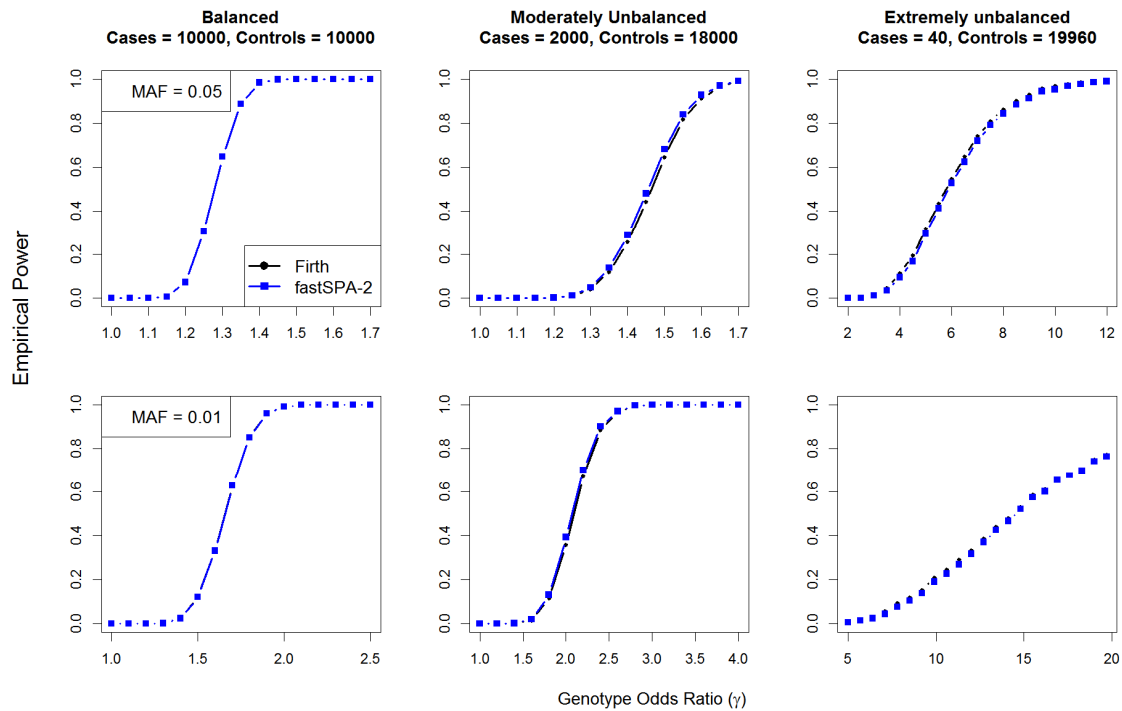 Balanced
Cases = 10000, Controls = 10000
Moderately Unbalanced
Cases = 2000, Controls = 18000
Extremely unbalanced
Cases = 40, Controls = 19960
Empirical Power
MAF = 0.05
Firth
fastSPA-2
0.0 0.2 0.4 0.6 0.8 1.0
1.0 1.1 1.2 1.3 1.4 1.5 1.6 1.7
0.0 0.2 0.4 0.6 0.8 1.0
1.0 1.1 1.2 1.3 1.4 1.5 1.6 1.7
0.0 0.2 0.4 0.6 0.8 1.0
2 4 6 8 10 12
MAF = 0.01
0.0 0.2 0.4 0.6 0.8 1.0
1.0 1.5 2.0 2.5
0.0 0.2 0.4 0.6 0.8 1.0
1.0 1.5 2.0 2.5 3.0 3.5 4.0
0.0 0.2 0.4 0.6 0.8 1.0
5 10 15 20
Genotype Odds Ratio (γ)